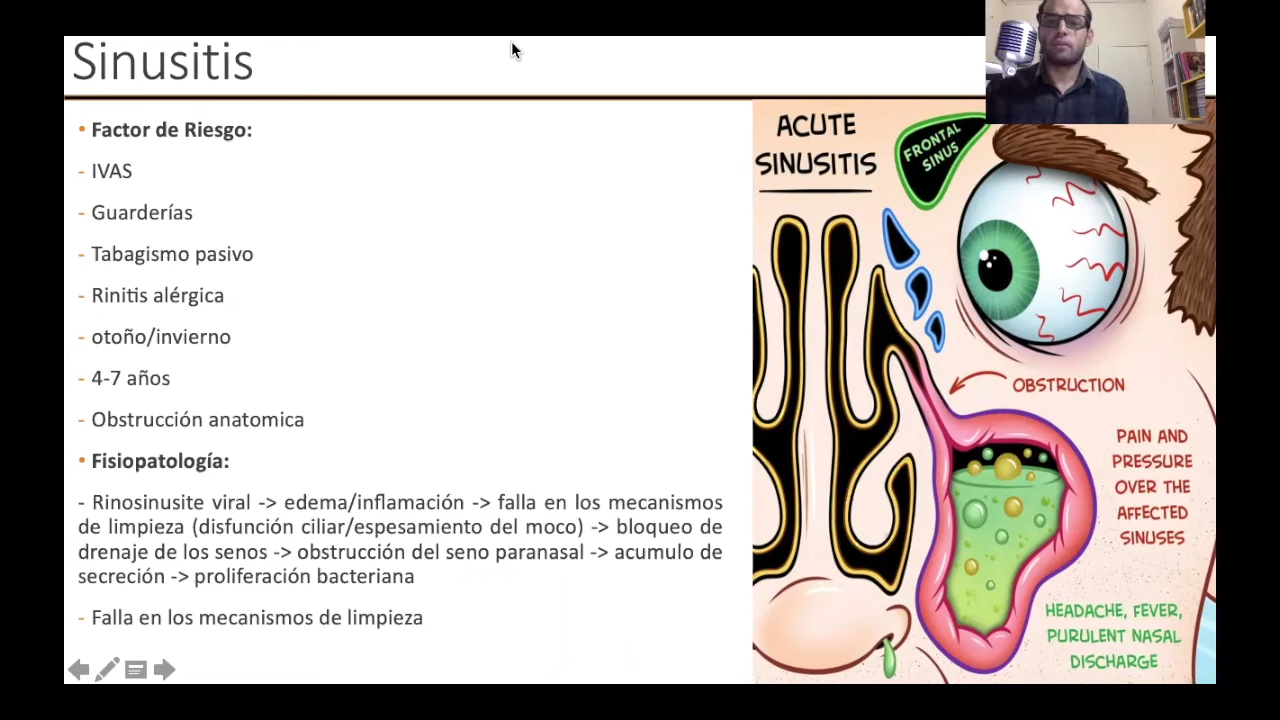 Sinusitis
• Factor de Riesgo:
- IVAS
- Guarderías
- Tabagismo pasivo
- Rinitis alérgica
- otoño/invierno
- 4-7 años
- Obstrucción anatomica
• Fisiopatología:
- Rinosinusite viral -> edema/inflamación -> falla en los mecanismos
de limpieza (disfunción ciliar/espesamiento del moco) -> bloqueo de
drenaje de los senos -> obstrucción del seno paranasal -> acumulo de
secreción -> proliferación bacteriana
- Falla en los mecanismos de limpieza
ACUTE
SINUSITIS
FRONTAL
SINUS
OBSTRUCTION
PAIN AND
PRESSURE
OVER THE
AFFECTED
SINUSES
HEADACHE, FEVER,
PURULENT NASAL
DISCHARGE